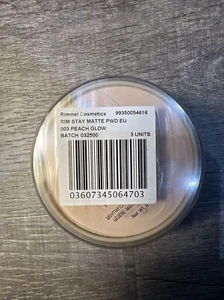 Rimmel Cosmetics 99350054616
RIM STAY MATTE PWD EU
003 PEACH GLOW
BATCH 032500 3 UNITS
03607345064703